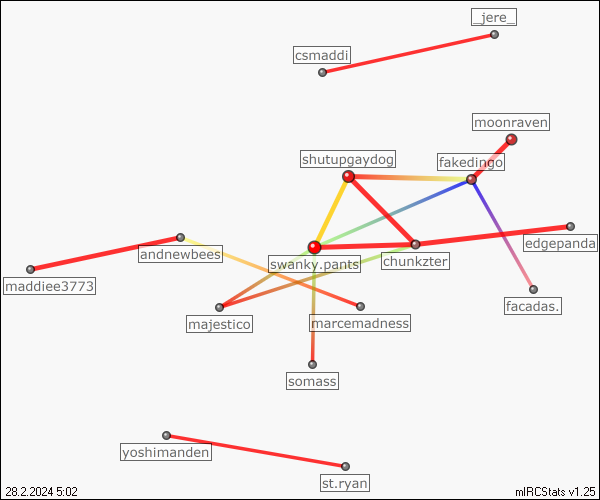 _jere_
csmaddi
moonraven
shutupgaydog
fakedingo
edgepanda
andnewbees
swanky.pants
chunkzter
maddiee3773
facadas.
majestico
marcemadness
somass
yoshimanden
st.ryan
28.2.2024 5:02
mIRCStats v1.25